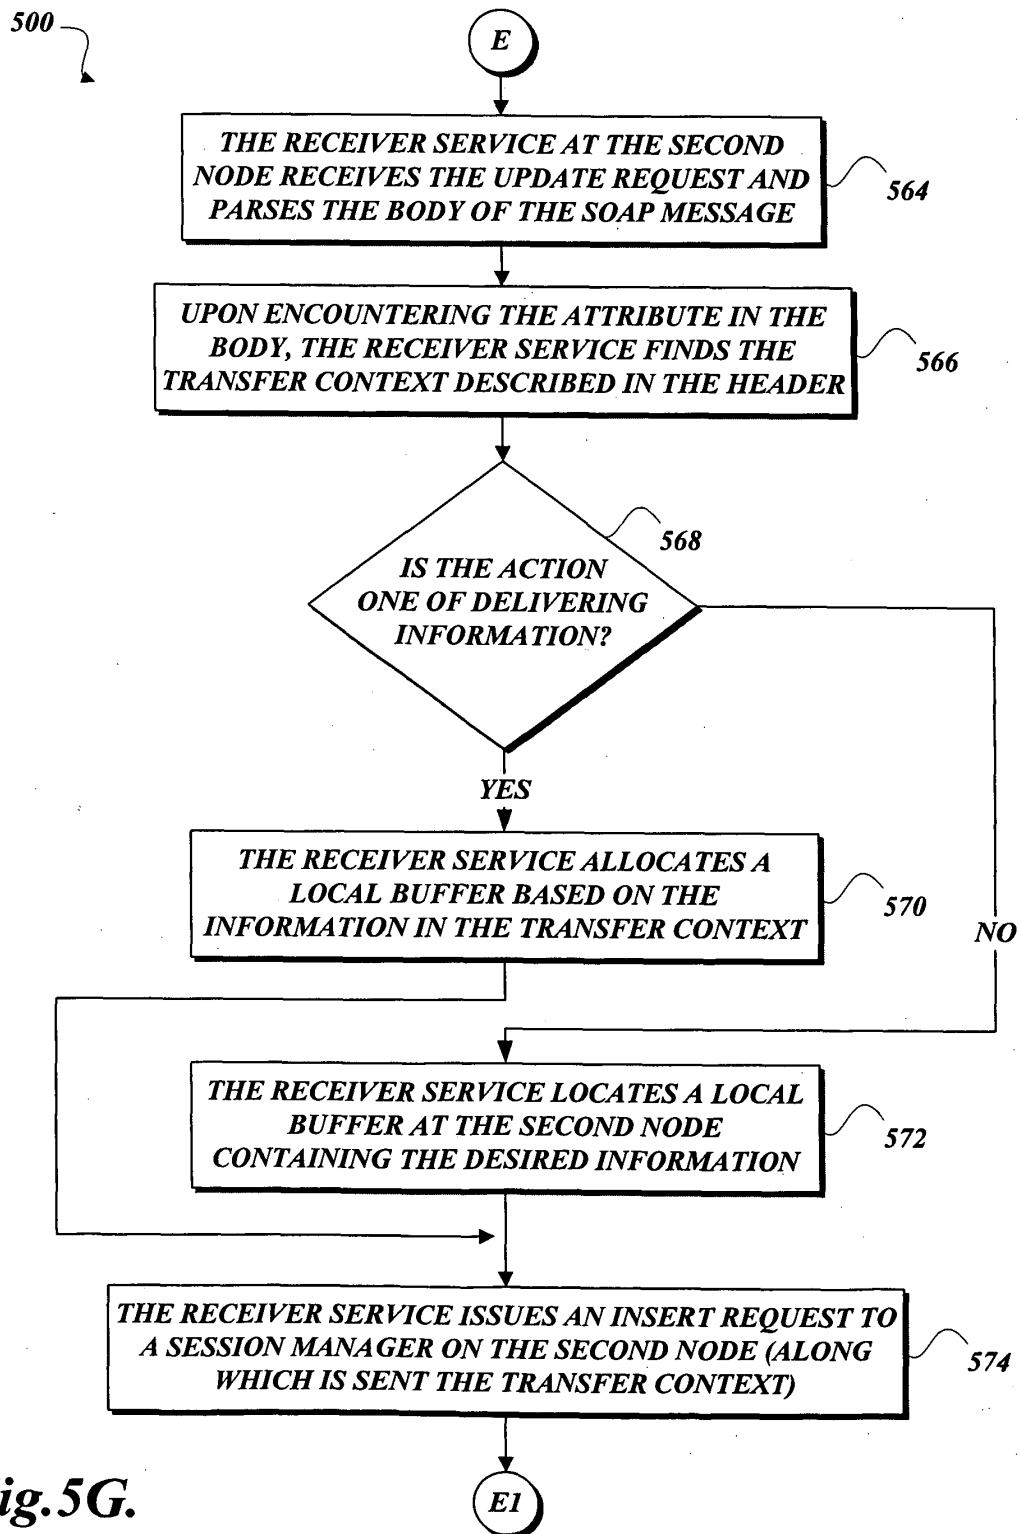 500
E
THE RECEIVER SERVICE AT THE SECOND
NODE RECEIVES THE UPDATE REQUEST AND
PARSES THE BODY OF THE SOAP MESSAGE
564
UPON ENCOUNTERING THE ATTRIBUTE IN THE
BODY, THE RECEIVER SERVICE FINDS THE
TRANSFER CONTEXT DESCRIBED IN THE HEADER
566
568
IS THE ACTION
ONE OF DELIVERING
INFORMATION?
YES
THE RECEIVER SERVICE ALLOCATES A
LOCAL BUFFER BASED ON THE
INFORMATION IN THE TRANSFER CONTEXT
570
NO
THE RECEIVER SERVICE LOCATES A LOCAL
BUFFER AT THE SECOND NODE
CONTAINING THE DESIRED INFORMATION
572
THE RECEIVER SERVICE ISSUES AN INSERT REQUEST TO
A SESSION MANAGER ON THE SECOND NODE (ALONG
WHICH IS SENT THE TRANSFER CONTEXT)
574
E1
ig.5G.